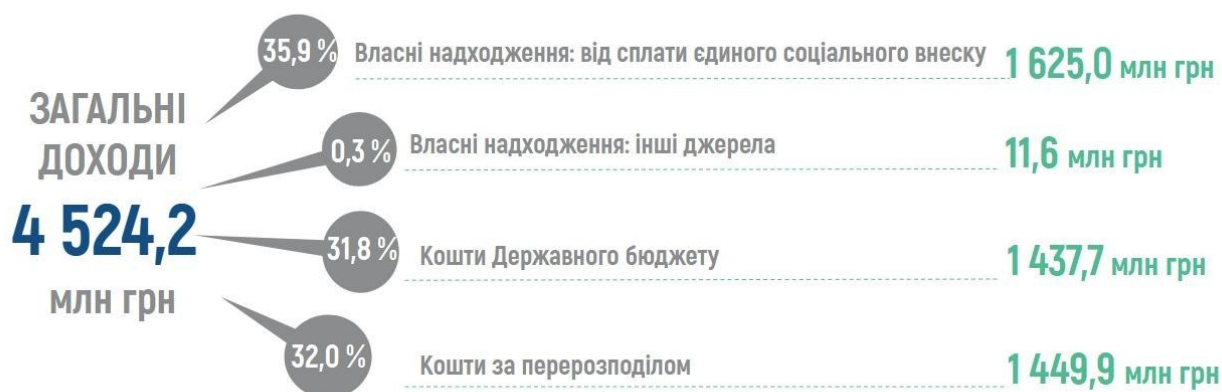 35,9 % Власні надходження: від сплати єдиного соціального внеску 1 625,0 млн грн
ЗАГАЛЬНІ
ДОХОДИ
4 524,2
млн грн
0,3 % Власні надходження: інші джерела 11,6 млн грн
31,8 % Кошти Державного бюджету 1 437,7 млн грн
32,0 % Кошти за перерозподілом 1 449,9 млн грн